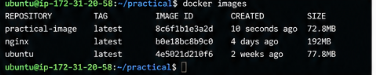 ubuntu@ip-172-31-20-58:~/practical$ docker images
REPOSITORY TAG IMAGE ID CREATED SIZE
practical-image latest 8c6f1b1e3a2d 10 seconds ago 72.8MB
nginx latest b0e18bc8b9c0 4 days ago 192MB
ubuntu latest 4e5021d210f6 2 weeks ago 77.8MB
ubuntu@ip-172-31-20-58:~/practical$